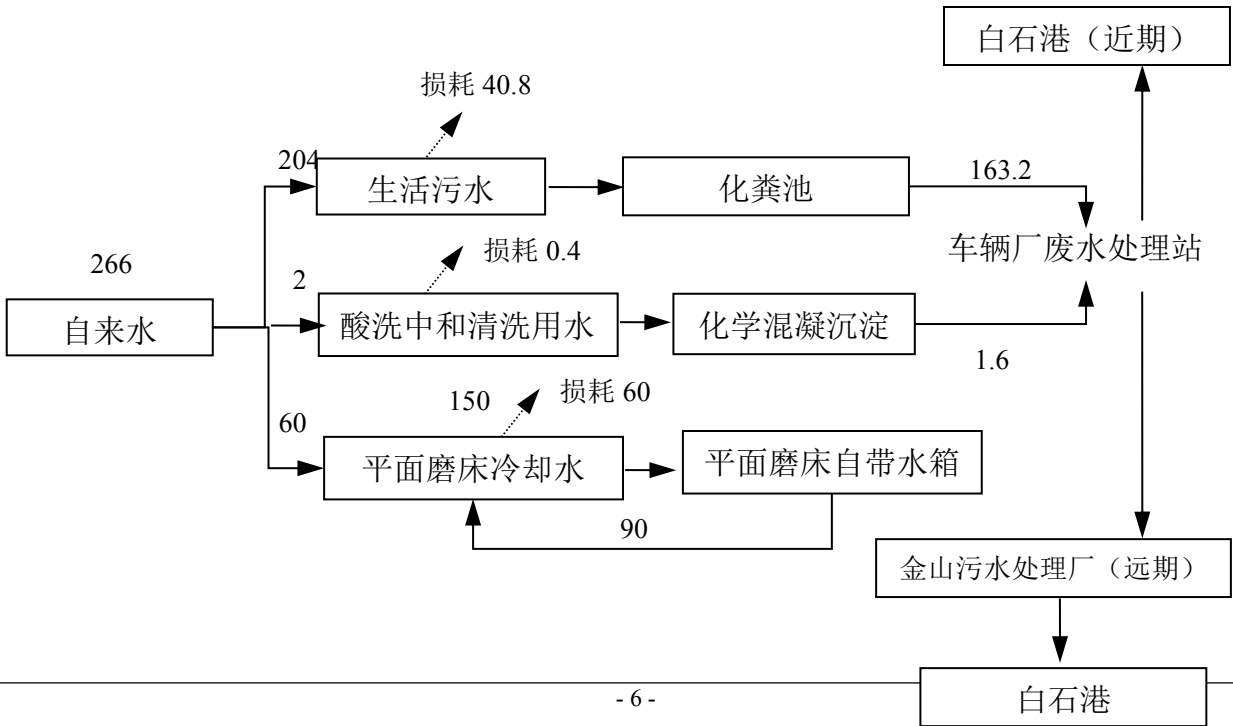 白石港（近期）
损耗 40.8
204
生活污水
化粪池
163.2
车辆厂废水处理站
266
损耗 0.4
2
自来水
酸洗中和清洗用水
化学混凝沉淀
1.6
150
损耗 60
60
平面磨床冷却水
平面磨床自带水箱
90
金山污水处理厂（远期）
白石港
- 6 -